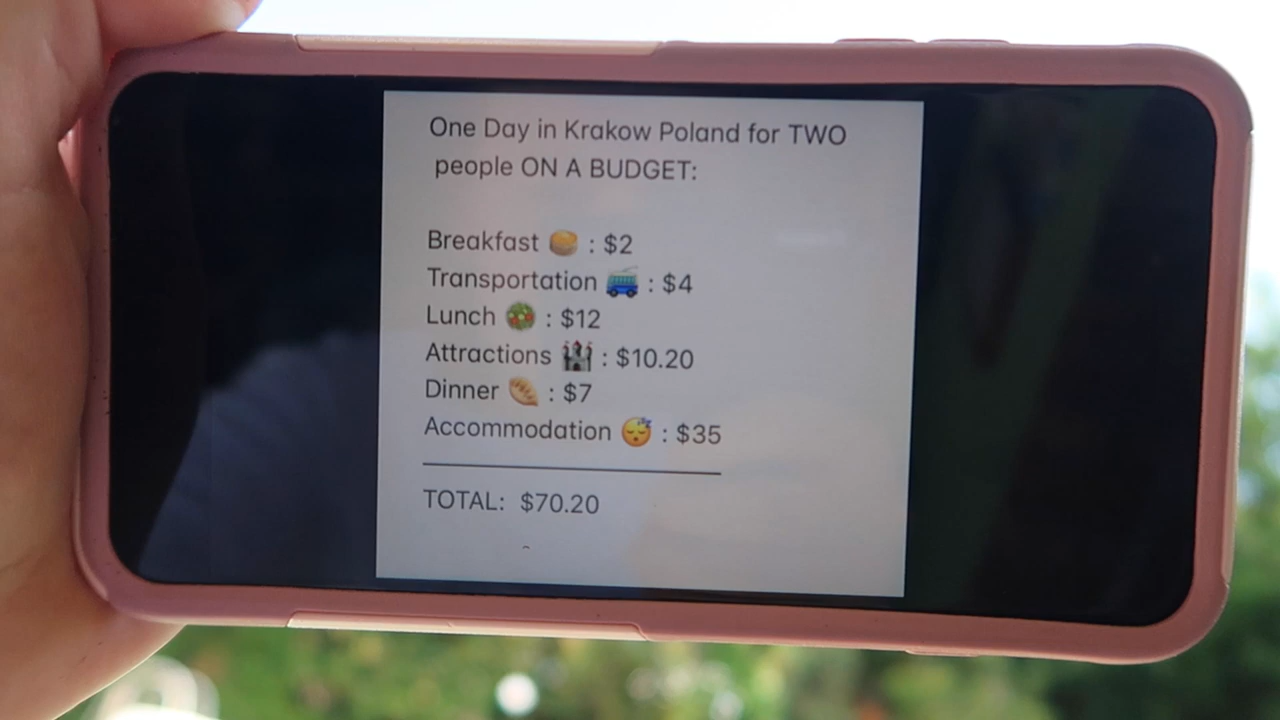 One Day in Krakow Poland for TWO
people ON A BUDGET:
Breakfast 🥞 : $2
Transportation 🚎 : $4
Lunch 🥗 : $12
Attractions 🏰 : $10.20
Dinner 🥟 : $7
Accommodation 😴 : $35
TOTAL: $70.20